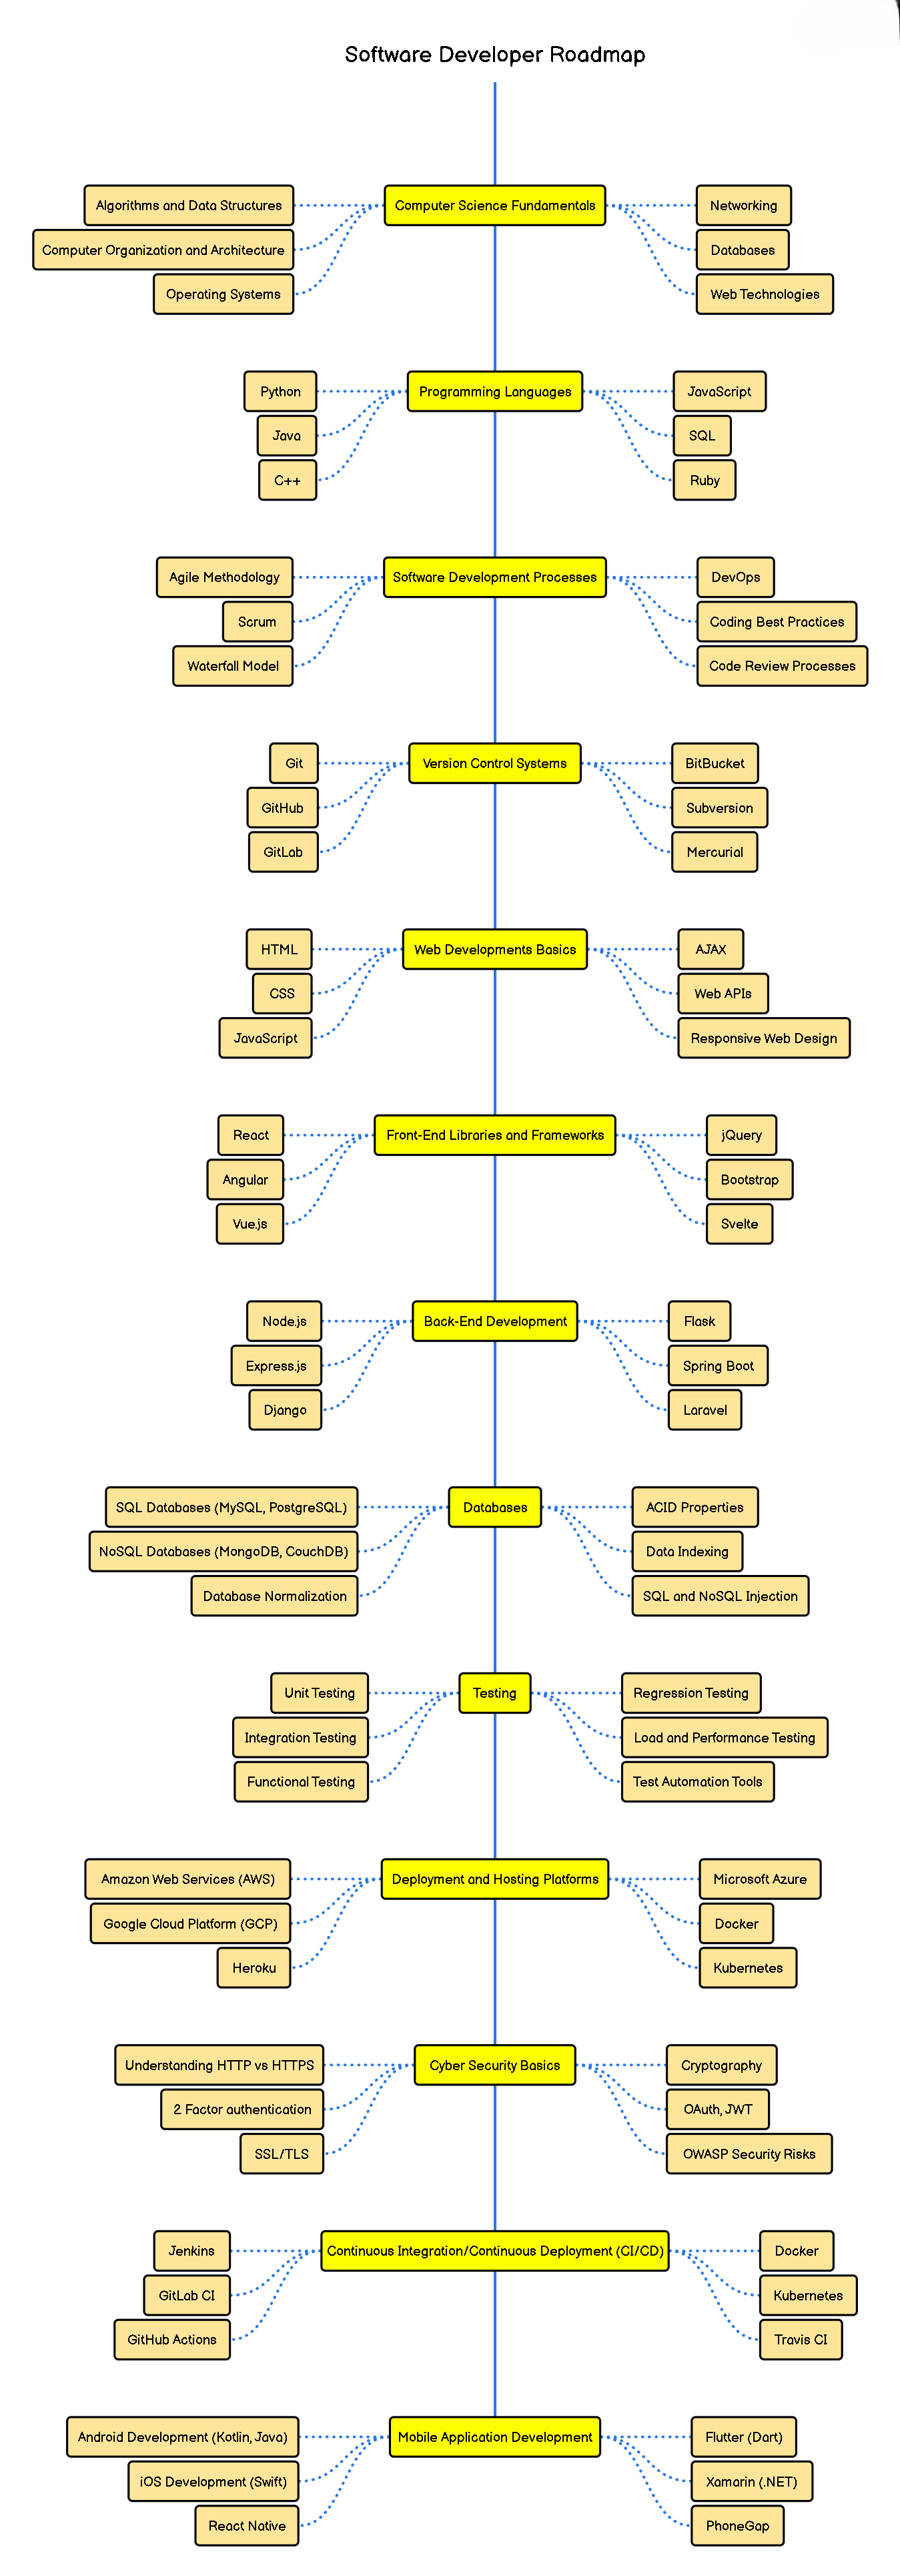 Software Developer Roadmap
Algorithms and Data Structures
Computer Science Fundamentals
Networking
Computer Organization and Architecture
Databases
Operating Systems
Web Technologies
Python
Programming Languages
JavaScript
Java
SQL
C++
Ruby
Agile Methodology
Software Development Processes
DevOps
Scrum
Coding Best Practices
Waterfall Model
Code Review Processes
Git
Version Control Systems
BitBucket
GitHub
Subversion
GitLab
Mercurial
HTML
Web Developments Basics
AJAX
CSS
Web APIs
JavaScript
Responsive Web Design
React
Front-End Libraries and Frameworks
jQuery
Angular
Bootstrap
Vue.js
Svelte
Node.js
Back-End Development
Flask
Express.js
Spring Boot
Django
Laravel
SQL Databases (MySQL, PostgreSQL)
Databases
ACID Properties
NoSQL Databases (MongoDB, CouchDB)
Data Indexing
Database Normalization
SQL and NoSQL Injection
Unit Testing
Testing
Regression Testing
Integration Testing
Load and Performance Testing
Functional Testing
Test Automation Tools
Amazon Web Services (AWS)
Deployment and Hosting Platforms
Microsoft Azure
Google Cloud Platform (GCP)
Docker
Heroku
Kubernetes
Understanding HTTP vs HTTPS
Cyber Security Basics
Cryptography
2 Factor authentication
OAuth, JWT
SSL/TLS
OWASP Security Risks
Jenkins
Continuous Integration/Continuous Deployment (CI/CD)
Docker
GitLab CI
Kubernetes
GitHub Actions
Travis CI
Android Development (Kotlin, Java)
Mobile Application Development
Flutter (Dart)
iOS Development (Swift)
Xamarin (.NET)
React Native
PhoneGap